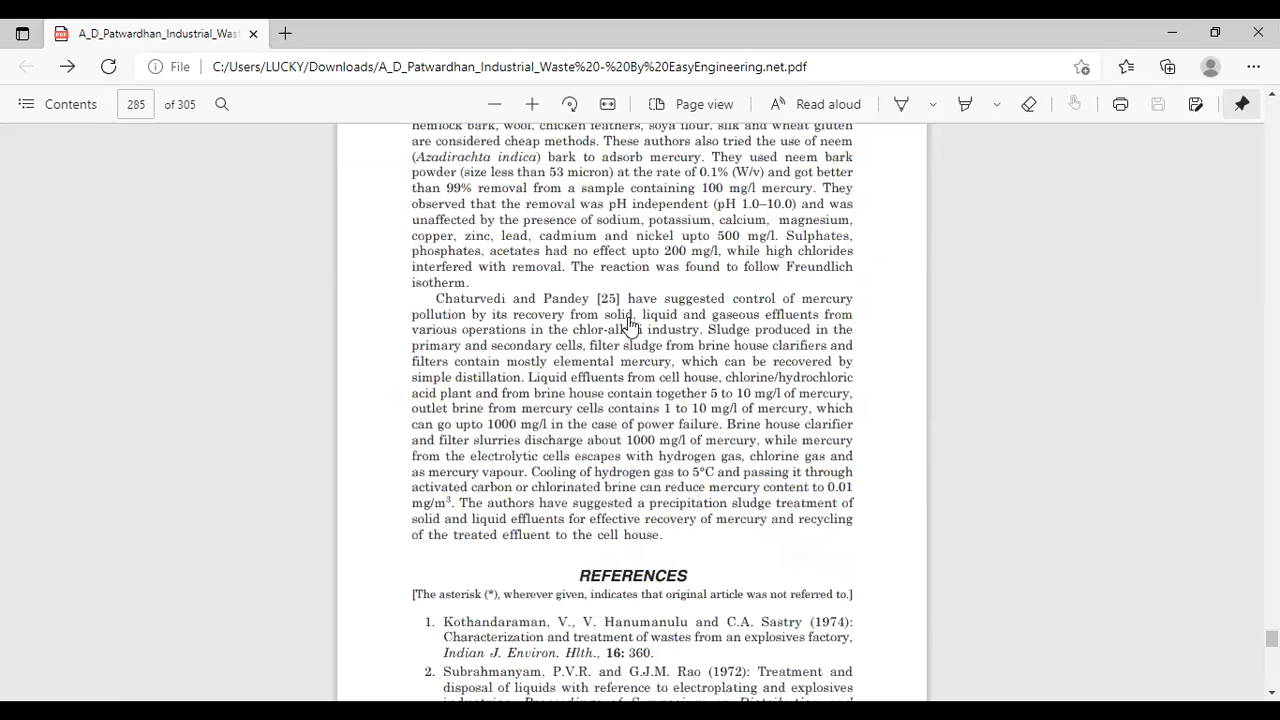 A_D_Patwardhan_Industrial_Was
File
C:/Users/LUCKY/Downloads/A_D_Patwardhan_Industrial_Waste%20-%20By%20EasyEngineering.net.pdf
Contents
285
of 305
Page view
Read aloud
hemlock bark, wool, chicken feathers, soya flour, silk and wheat gluten
are considered cheap methods. These authors also tried the use of neem
(Azadirachta indica) bark to adsorb mercury. They used neem bark
powder (size less than 53 micron) at the rate of 0.1% (W/v) and got better
than 99% removal from a sample containing 100 mg/l mercury. They
observed that the removal was pH independent (pH 1.0–10.0) and was
unaffected by the presence of sodium, potassium, calcium, magnesium,
copper, zinc, lead, cadmium and nickel upto 500 mg/l. Sulphates,
phosphates, acetates had no effect upto 200 mg/l, while high chlorides
interfered with removal. The reaction was found to follow Freundlich
isotherm.
Chaturvedi and Pandey [25] have suggested control of mercury
pollution by its recovery from solid, liquid and gaseous effluents from
various operations in the chlor-alkali industry. Sludge produced in the
primary and secondary cells, filter sludge from brine house clarifiers and
filters contain mostly elemental mercury, which can be recovered by
simple distillation. Liquid effluents from cell house, chlorine/hydrochloric
acid plant and from brine house contain together 5 to 10 mg/l of mercury,
outlet brine from mercury cells contains 1 to 10 mg/l of mercury, which
can go upto 1000 mg/l in the case of power failure. Brine house clarifier
and filter slurries discharge about 1000 mg/l of mercury, while mercury
from the electrolytic cells escapes with hydrogen gas, chlorine gas and
as mercury vapour. Cooling of hydrogen gas to 5°C and passing it through
activated carbon or chlorinated brine can reduce mercury content to 0.01
mg/m³. The authors have suggested a precipitation sludge treatment of
solid and liquid effluents for effective recovery of mercury and recycling
of the treated effluent to the cell house.
REFERENCES
[The asterisk (*), wherever given, indicates that original article was not referred to.]
1. Kothandaraman, V., V. Hanumanulu and C.A. Sastry (1974):
Characterization and treatment of wastes from an explosives factory,
Indian J. Environ. Hlth., 16: 360.
2. Subrahmanyam, P.V.R. and G.J.M. Rao (1972): Treatment and
disposal of liquids with reference to electroplating and explosives